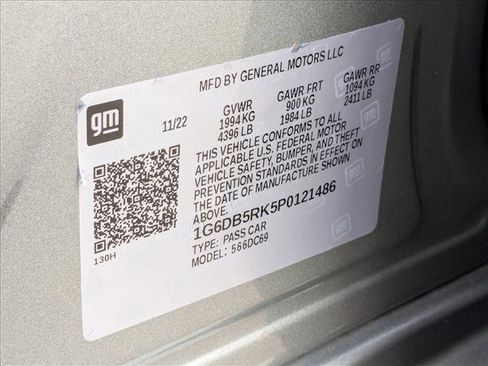 MFD BY GENERAL MOTORS LLC
gm
11/22
GVWR
1994 KG
4396 LB
GAWR FRT
900 KG
1984 LB
GAWR RR
1094 KG
2411 LB
THIS VEHICLE CONFORMS TO ALL
APPLICABLE U.S. FEDERAL MOTOR
VEHICLE SAFETY, BUMPER, AND THEFT
PREVENTION STANDARDS IN EFFECT ON
THE DATE OF MANUFACTURE SHOWN
ABOVE.
1G6DB5RK5P0121486
TYPE: PASS CAR
MODEL: 566DC69
130H